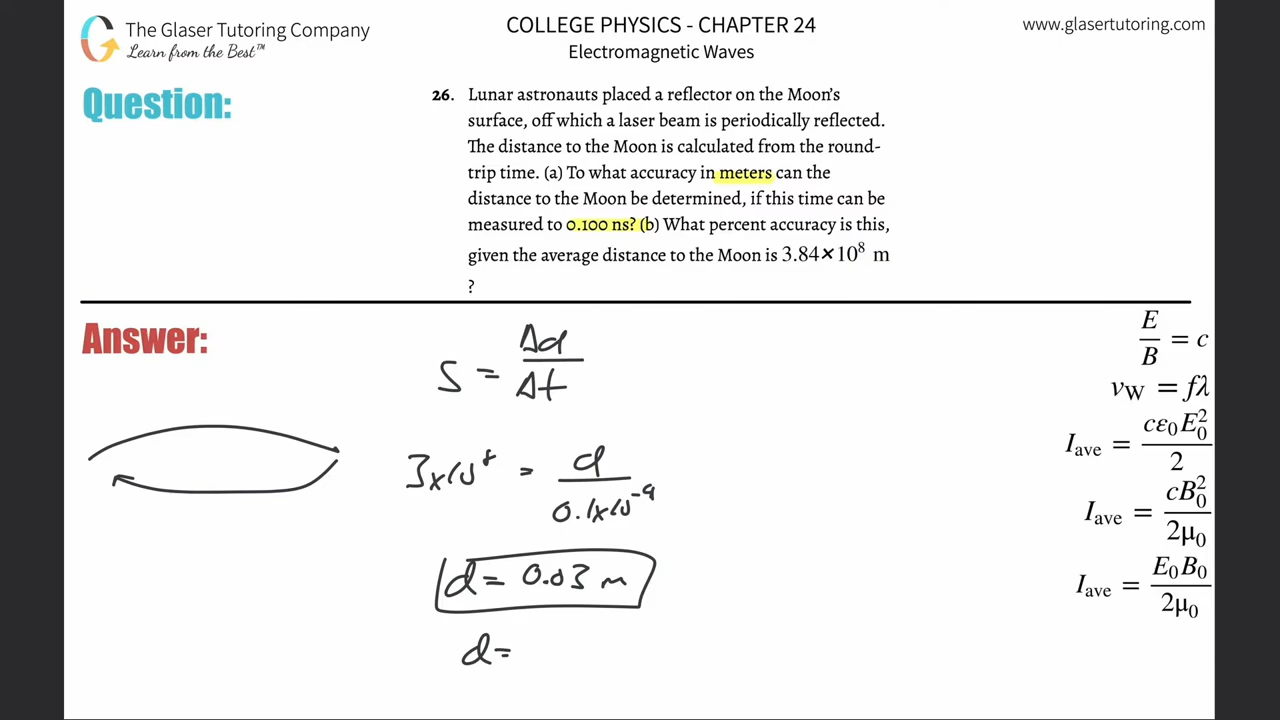 The Glaser Tutoring Company
Learn from the Best™
COLLEGE PHYSICS - CHAPTER 24
Electromagnetic Waves
www.glasertutoring.com
Question:
26. Lunar astronauts placed a reflector on the Moon's
surface, off which a laser beam is periodically reflected.
The distance to the Moon is calculated from the round-
trip time. (a) To what accuracy in meters can the
distance to the Moon be determined, if this time can be
measured to 0.100 ns? (b) What percent accuracy is this,
given the average distance to the Moon is 3.84×10⁸ m
?
Answer:
S = Δd / Δt
3x10⁸ = d / 0.1x10⁻⁹
d = 0.03 m
d=
E/B = c
v_W = fλ
I_ave = cε₀E₀² / 2
I_ave = cB₀² / 2μ₀
I_ave = E₀B₀ / 2μ₀